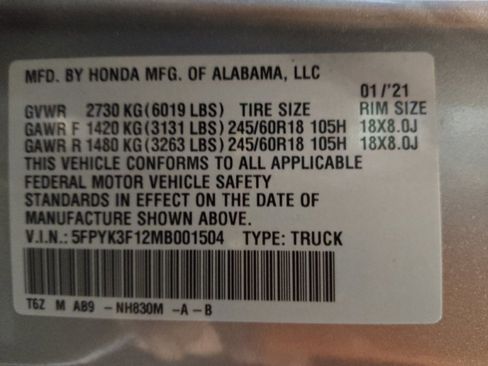 MFD. BY HONDA MFG. OF ALABAMA, LLC
01/'21
GVWR 2730 KG(6019 LBS) TIRE SIZE RIM SIZE
GAWR F 1420 KG(3131 LBS) 245/60R18 105H 18X8.0J
GAWR R 1480 KG(3263 LBS) 245/60R18 105H 18X8.0J
THIS VEHICLE CONFORMS TO ALL APPLICABLE
FEDERAL MOTOR VEHICLE SAFETY
STANDARDS IN EFFECT ON THE DATE OF
MANUFACTURE SHOWN ABOVE.
V.I.N.: 5FPYK3F12MB001504 TYPE: TRUCK
T6Z M AB9 -NH830M -A-B